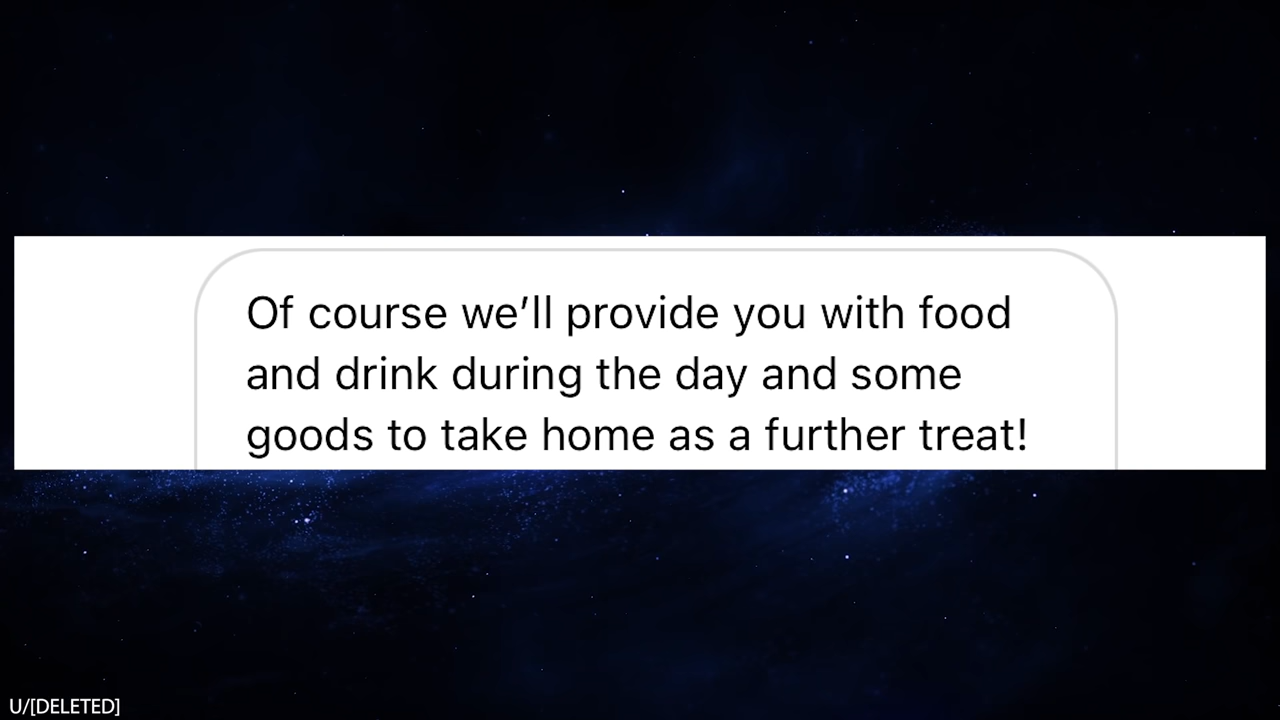 Of course we’ll provide you with food
and drink during the day and some
goods to take home as a further treat!
U/[DELETED]